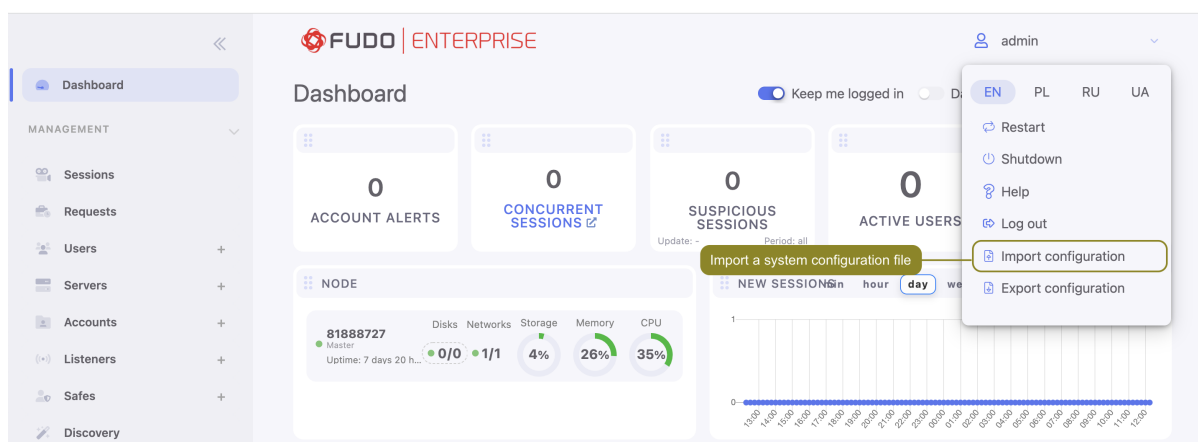 FUDO | ENTERPRISE
admin
Dashboard
MANAGEMENT
Sessions
Requests
Users +
Servers +
Accounts +
Listeners +
Safes +
Discovery
Dashboard
Keep me logged in
EN PL RU UA
Restart
Shutdown
Help
Log out
Import configuration
Export configuration
0
ACCOUNT ALERTS
0
CONCURRENT
SESSIONS
0
SUSPICIOUS
SESSIONS
Update: - Period: all
0
ACTIVE USERS
Import a system configuration file
NODE
81888727
Master
Uptime: 7 days 20 h...
Disks Networks Storage Memory CPU
0/0 1/1 4% 26% 35%
NEW SESSIONS
min hour day we
1
0
13:00 14:00 15:00 16:00 17:00 18:00 19:00 20:00 21:00 22:00 23:00 00:00 01:00 02:00 03:00 04:00 05:00 06:00 07:00 08:00 09:00 10:00 11:00 12:00